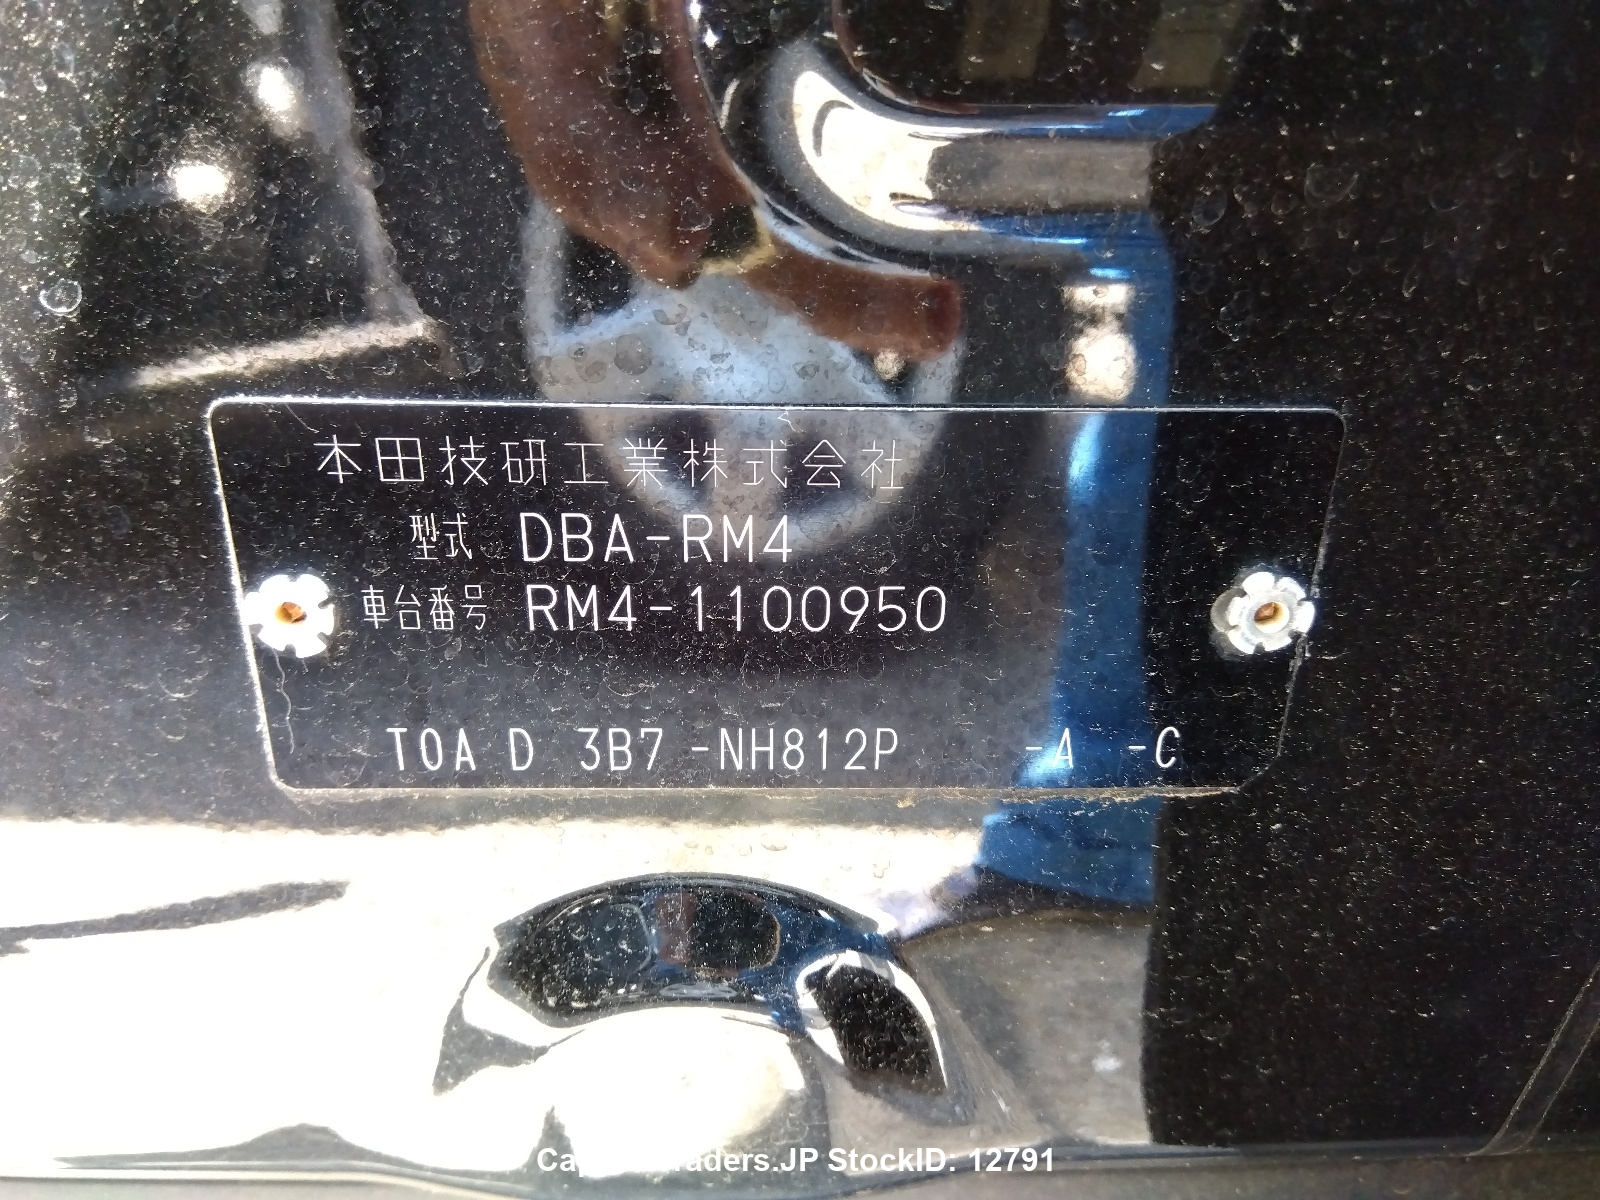 本田技研工業株式会社
型式 DBA-RM4
車台番号 RM4-1100950
TOA D 3B7 -NH812P -A -C
.JP StockID: 12791